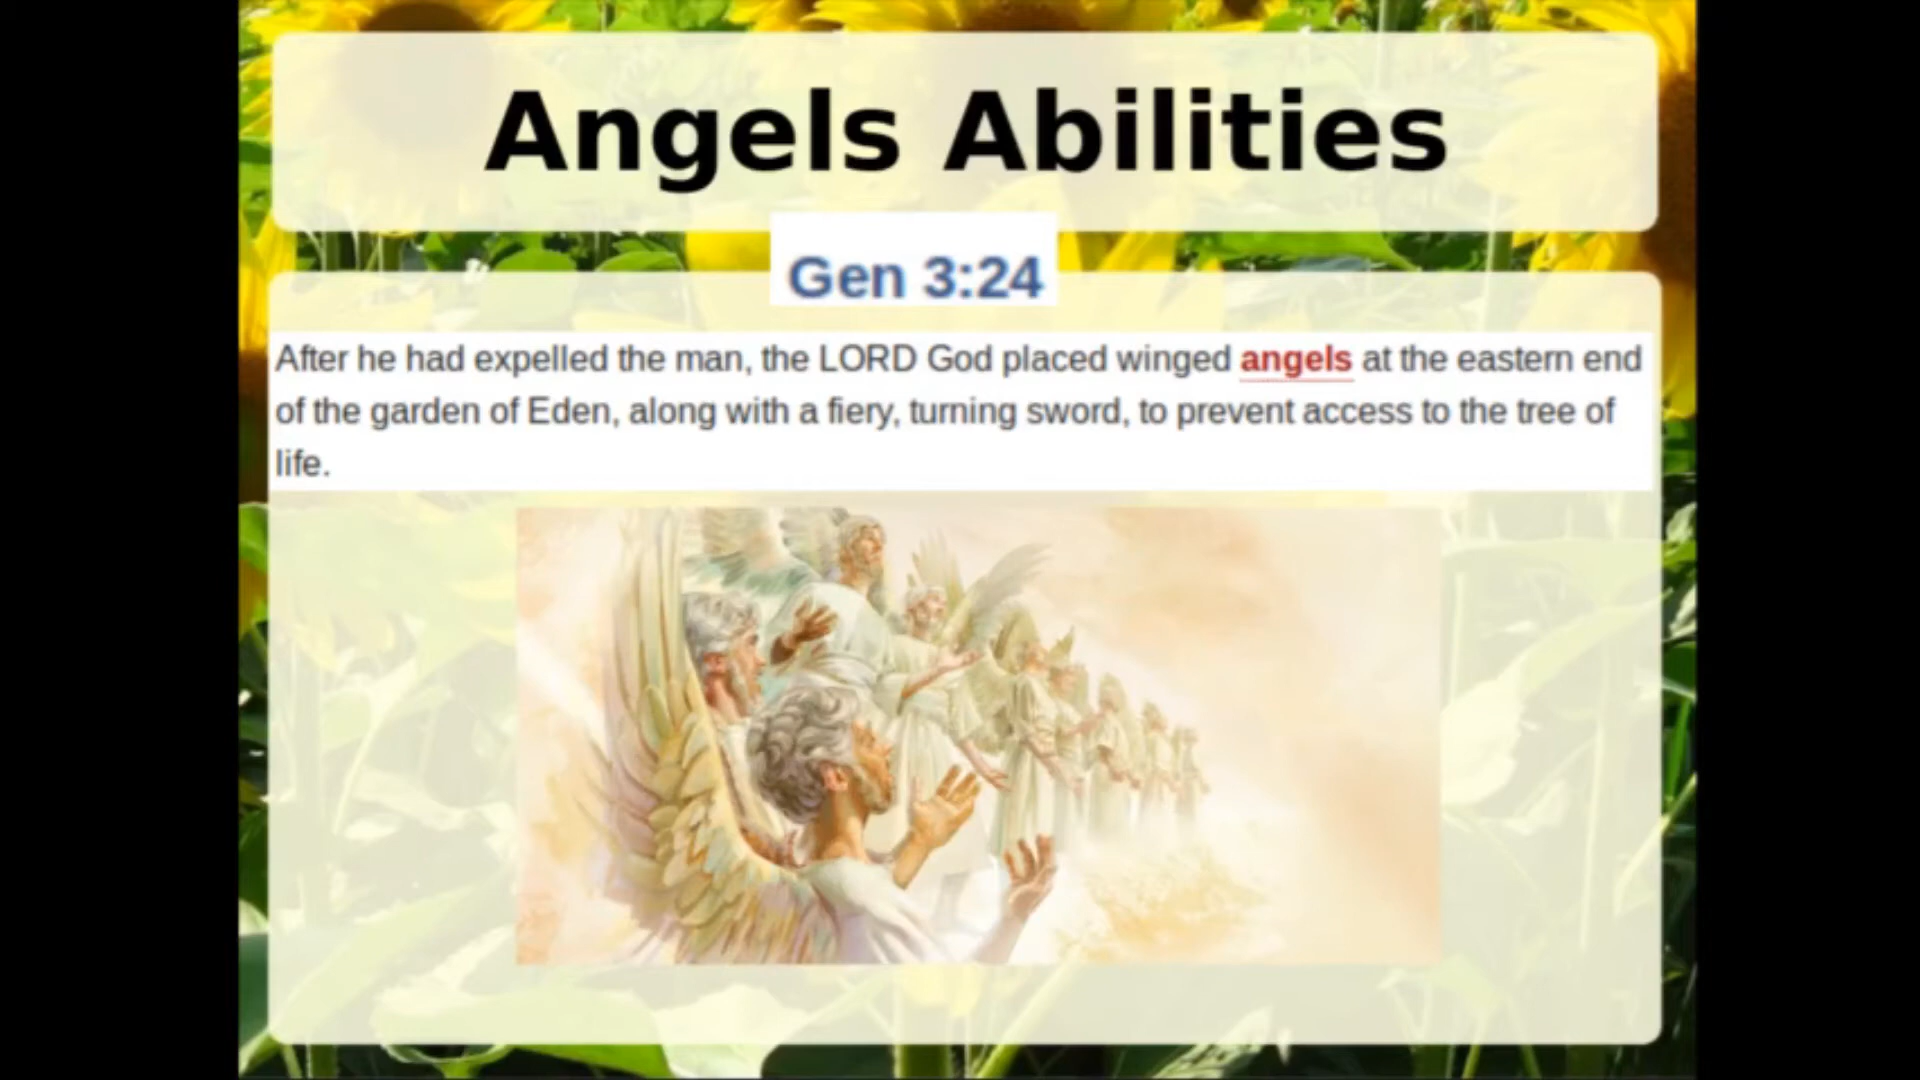 Angels Abilities
Gen 3:24
After he had expelled the man, the LORD God placed winged angels at the eastern end
of the garden of Eden, along with a fiery, turning sword, to prevent access to the tree of
life.